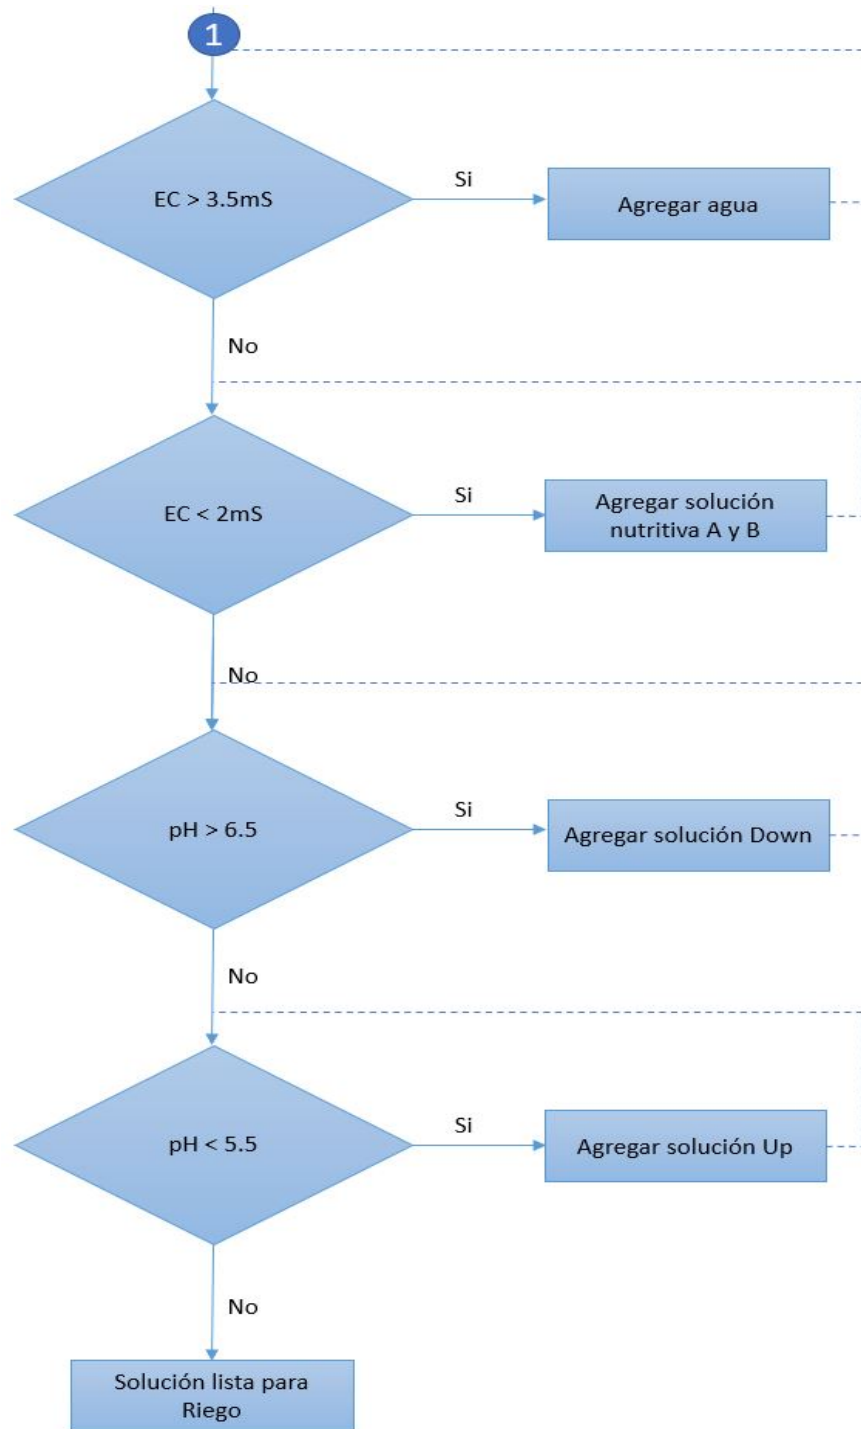 1
EC > 3.5mS
Si
Agregar agua
No
EC < 2mS
Si
Agregar solución
nutritiva A y B
No
pH > 6.5
Si
Agregar solución Down
No
pH < 5.5
Si
Agregar solución Up
No
Solución lista para
Riego